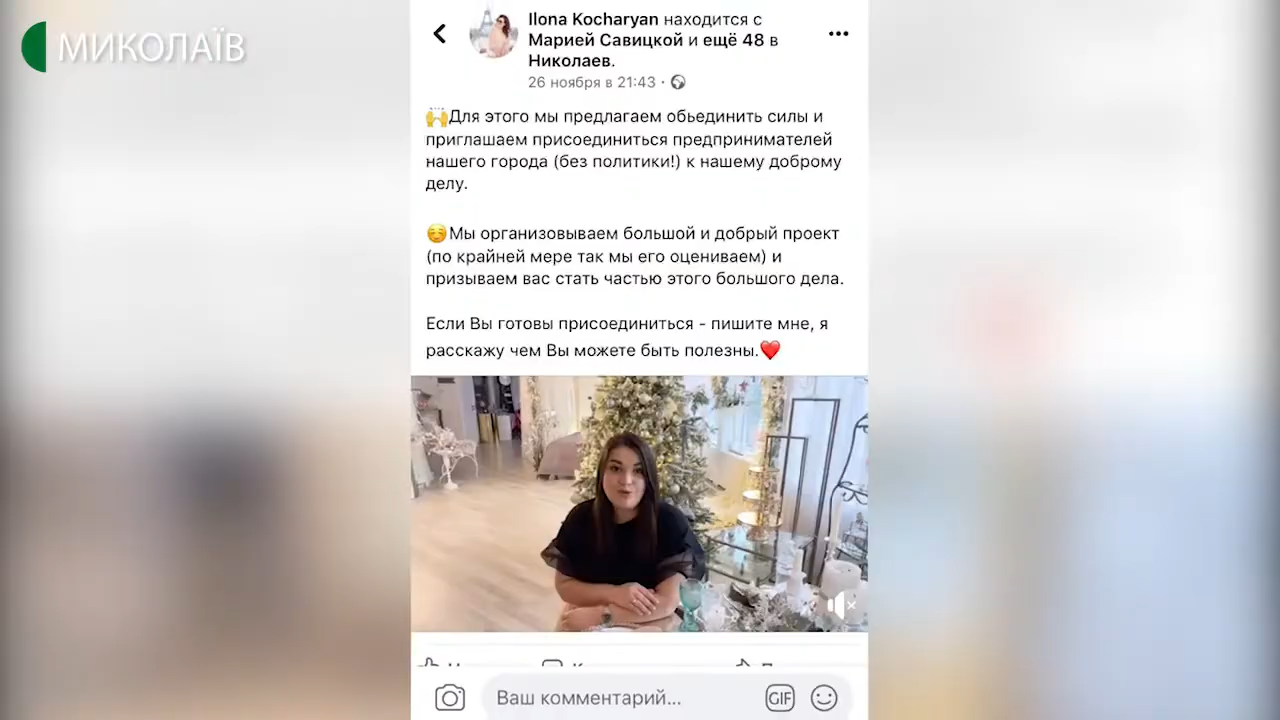 МИКОЛАЇВ
Ilona Kocharyan находится с
Марией Савицкой и ещё 48 в
Николаев.
26 ноября в 21:43 ·
Для этого мы предлагаем обьединить силы и
приглашаем присоединиться предпринимателей
нашего города (без политики!) к нашему доброму
делу.
Мы организовываем большой и добрый проект
(по крайней мере так мы его оцениваем) и
призываем вас стать частью этого большого дела.
Если Вы готовы присоединиться - пишите мне, я
расскажу чем Вы можете быть полезны.
Ваш комментарий...
GIF